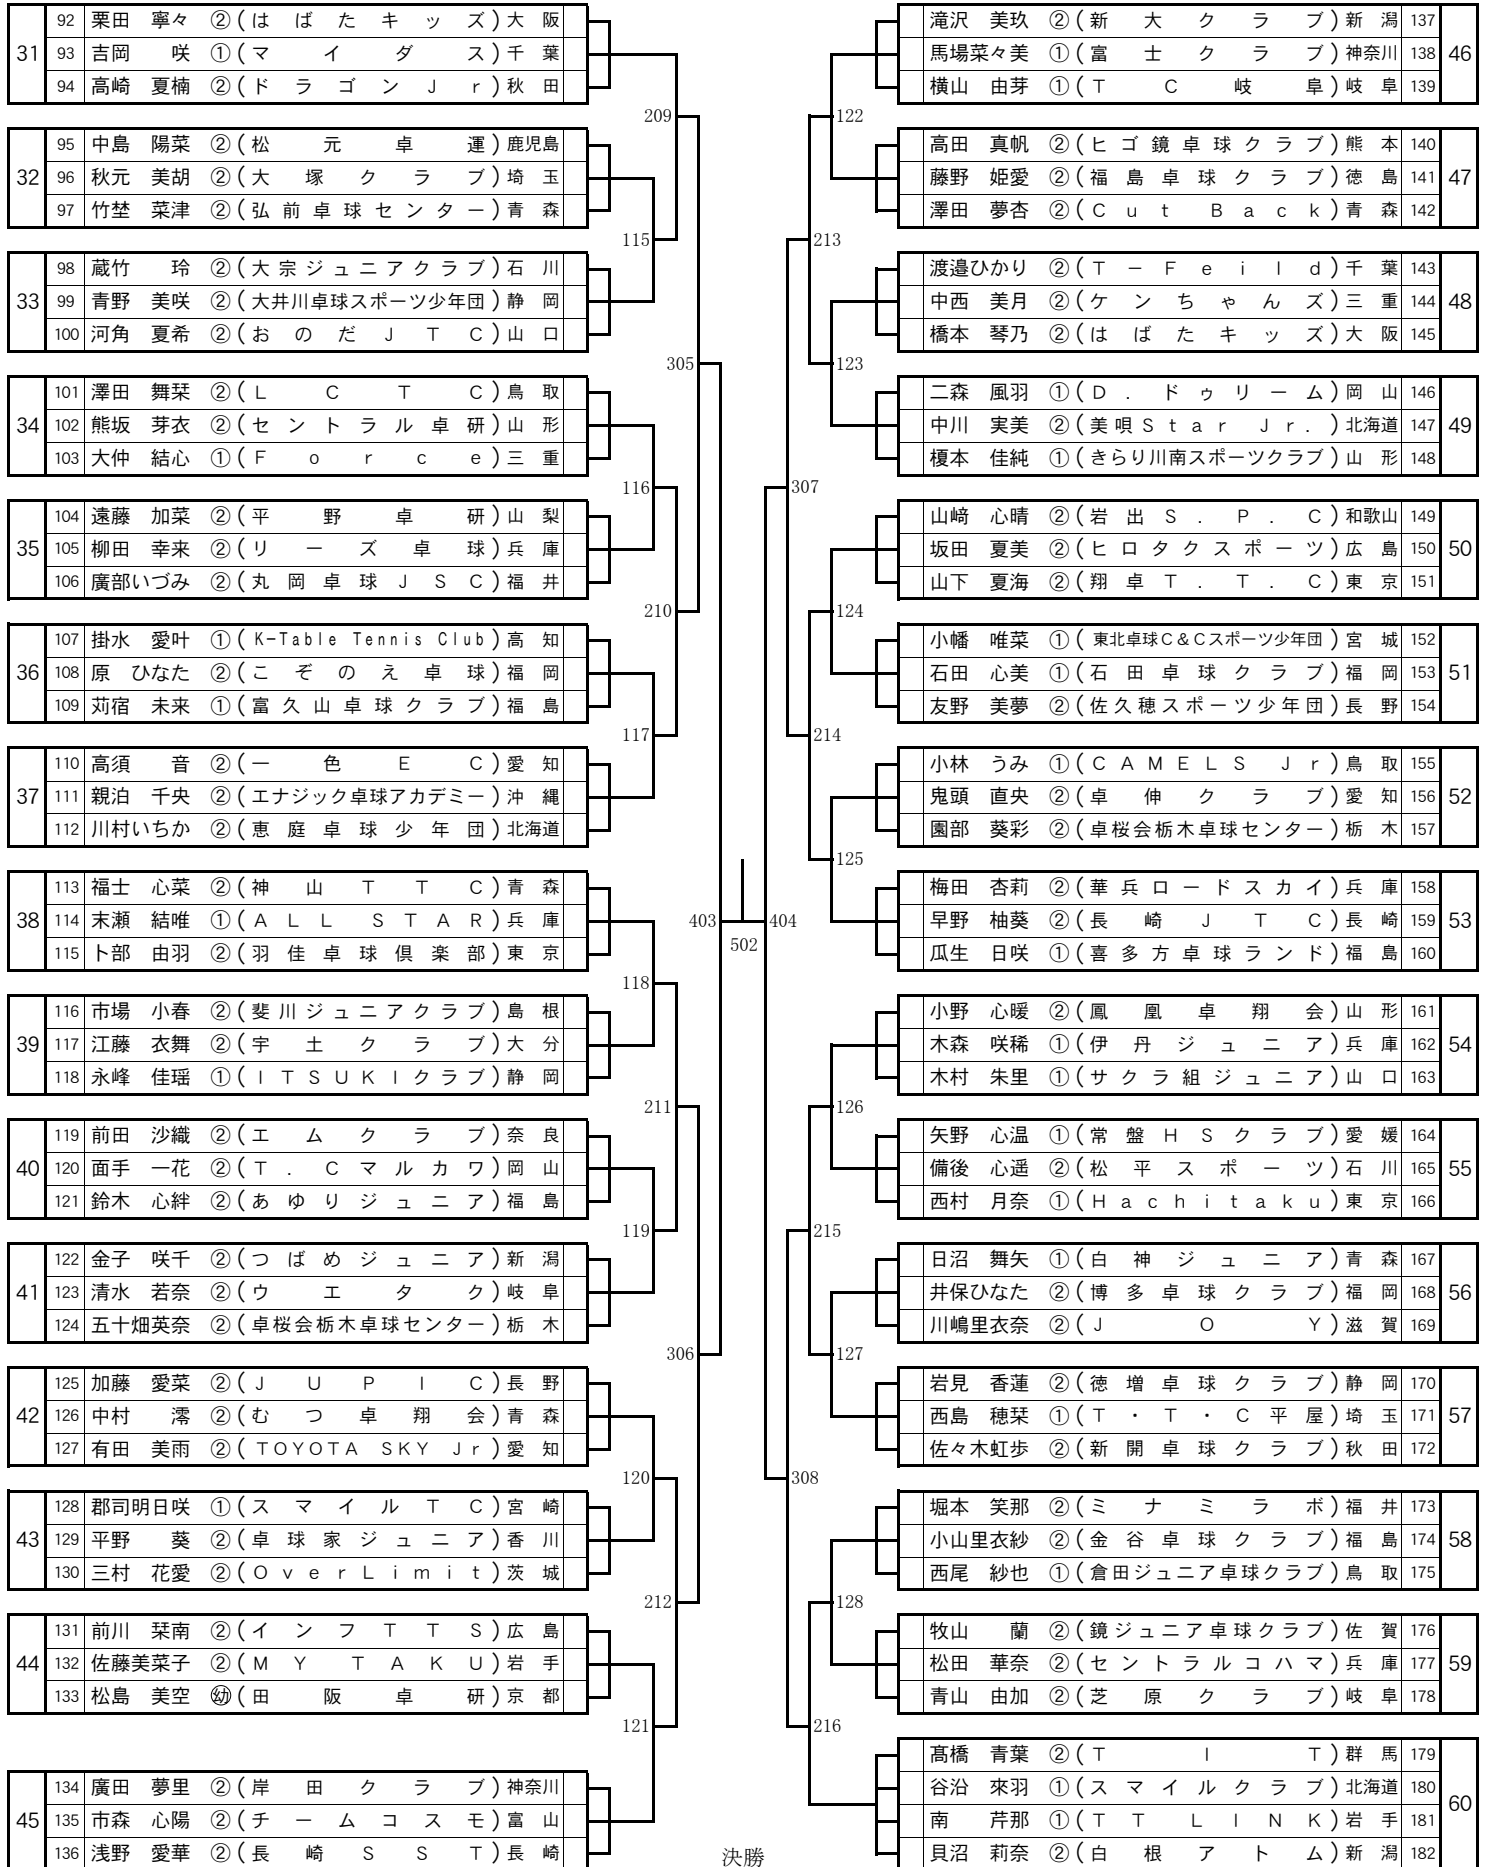 31
92 栗田 寧々 ②(はばたキッズ)大阪
93 吉岡 咲 ①(マイダス)千葉
94 高崎 夏楠 ②(ドラゴンJr)秋田
32
95 中島 陽菜 ②(松元卓運)鹿児島
96 秋元 美胡 ②(大塚クラブ)埼玉
97 竹埜 菜津 ②(弘前卓球センター)青森
33
98 蔵竹 玲 ②(大宗ジュニアクラブ)石川
99 青野 美咲 ②(大井川卓球スポーツ少年団)静岡
100 河角 夏希 ②(おのだJTC)山口
34
101 澤田 舞栞 ②(LCTC)鳥取
102 熊坂 芽衣 ②(セントラル卓研)山形
103 大仲 結心 ①(Force)三重
35
104 遠藤 加菜 ②(平野卓研)山梨
105 柳田 幸来 ②(リーズ卓球)兵庫
106 廣部いづみ ②(丸岡卓球JSC)福井
36
107 掛水 愛叶 ①(K-Table Tennis Club)高知
108 原 ひなた ②(こぞのえ卓球)福岡
109 苅宿 未来 ①(富久山卓球クラブ)福島
37
110 高須 音 ②(一色EC)愛知
111 親泊 千央 ②(エナジック卓球アカデミー)沖縄
112 川村いちか ②(恵庭卓球少年団)北海道
38
113 福士 心菜 ②(神山TTC)青森
114 末瀬 結唯 ①(ALL STAR)兵庫
115 卜部 由羽 ②(羽佳卓球倶楽部)東京
39
116 市場 小春 ②(斐川ジュニアクラブ)島根
117 江藤 衣舞 ②(宇土クラブ)大分
118 永峰 佳瑶 ①(ITSUKIクラブ)静岡
40
119 前田 沙織 ②(エムクラブ)奈良
120 面手 一花 ②(T.Cマルカワ)岡山
121 鈴木 心絆 ②(あゆりジュニア)福島
41
122 金子 咲千 ②(つばめジュニア)新潟
123 清水 若奈 ②(ウエタク)岐阜
124 五十畑英奈 ②(卓桜会栃木卓球センター)栃木
42
125 加藤 愛菜 ②(JUPIC)長野
126 中村 澪 ②(むつ卓翔会)青森
127 有田 美雨 ②(TOYOTA SKY Jr)愛知
43
128 郡司明日咲 ①(スマイルTC)宮崎
129 平野 葵 ②(卓球家ジュニア)香川
130 三村 花愛 ②(OverLimit)茨城
44
131 前川 栞南 ②(インフTTS)広島
132 佐藤美菜子 ②(MY TAKU)岩手
133 松島 美空 ㊙(田阪卓研)京都
45
134 廣田 夢里 ②(岸田クラブ)神奈川
135 市森 心陽 ②(チームコスモ)富山
136 浅野 愛華 ②(長崎SST)長崎
209
115
305
116
210
117
403
118
211
119
306
120
212
121
502
決勝
404
122
213
123
307
124
214
125
126
215
127
308
128
216
滝沢 美玖 ②(新大クラブ)新潟 137
馬場菜々美 ①(富士クラブ)神奈川 138
横山 由芽 ①(TC岐阜)岐阜 139
46
高田 真帆 ②(ヒゴ鏡卓球クラブ)熊本 140
藤野 姫愛 ②(福島卓球クラブ)徳島 141
澤田 夢杏 ②(Cut Back)青森 142
47
渡邉ひかり ②(T-Feild)千葉 143
中西 美月 ②(ケンちゃんズ)三重 144
橋本 琴乃 ②(はばたキッズ)大阪 145
48
二森 風羽 ①(D.ドゥリーム)岡山 146
中川 実美 ②(美唄Star Jr.)北海道 147
榎本 佳純 ①(きらり川南スポーツクラブ)山形 148
49
山﨑 心晴 ②(岩出S.P.C)和歌山 149
坂田 夏美 ②(ヒロタクスポーツ)広島 150
山下 夏海 ②(翔卓T.T.C)東京 151
50
小幡 唯菜 ①(東北卓球C&Cスポーツ少年団)宮城 152
石田 心美 ①(石田卓球クラブ)福岡 153
友野 美夢 ②(佐久穂スポーツ少年団)長野 154
51
小林 うみ ①(CAMELS Jr)鳥取 155
鬼頭 直央 ②(卓伸クラブ)愛知 156
園部 葵彩 ②(卓桜会栃木卓球センター)栃木 157
52
梅田 杏莉 ②(華兵ロードスカイ)兵庫 158
早野 柚葵 ②(長崎JTC)長崎 159
瓜生 日咲 ①(喜多方卓球ランド)福島 160
53
小野 心暖 ②(鳳凰卓翔会)山形 161
木森 咲稀 ①(伊丹ジュニア)兵庫 162
木村 朱里 ①(サクラ組ジュニア)山口 163
54
矢野 心温 ①(常盤HSクラブ)愛媛 164
備後 心遥 ②(松平スポーツ)石川 165
西村 月奈 ①(Hachitaku)東京 166
55
日沼 舞矢 ①(白神ジュニア)青森 167
井保ひなた ②(博多卓球クラブ)福岡 168
川嶋里衣奈 ②(JOY)滋賀 169
56
岩見 香蓮 ②(徳増卓球クラブ)静岡 170
西島 穂栞 ①(T・T・C平屋)埼玉 171
佐々木虹歩 ②(新開卓球クラブ)秋田 172
57
堀本 笑那 ②(ミナミラボ)福井 173
小山里衣紗 ②(金谷卓球クラブ)福島 174
西尾 紗也 ①(倉田ジュニア卓球クラブ)鳥取 175
58
牧山 蘭 ②(鏡ジュニア卓球クラブ)佐賀 176
松田 華奈 ②(セントラルコハマ)兵庫 177
青山 由加 ②(芝原クラブ)岐阜 178
59
髙橋 青葉 ②(TIT)群馬 179
谷沿 來羽 ①(スマイルクラブ)北海道 180
南 芹那 ①(TT LINK)岩手 181
貝沼 莉奈 ②(白根アトム)新潟 182
60